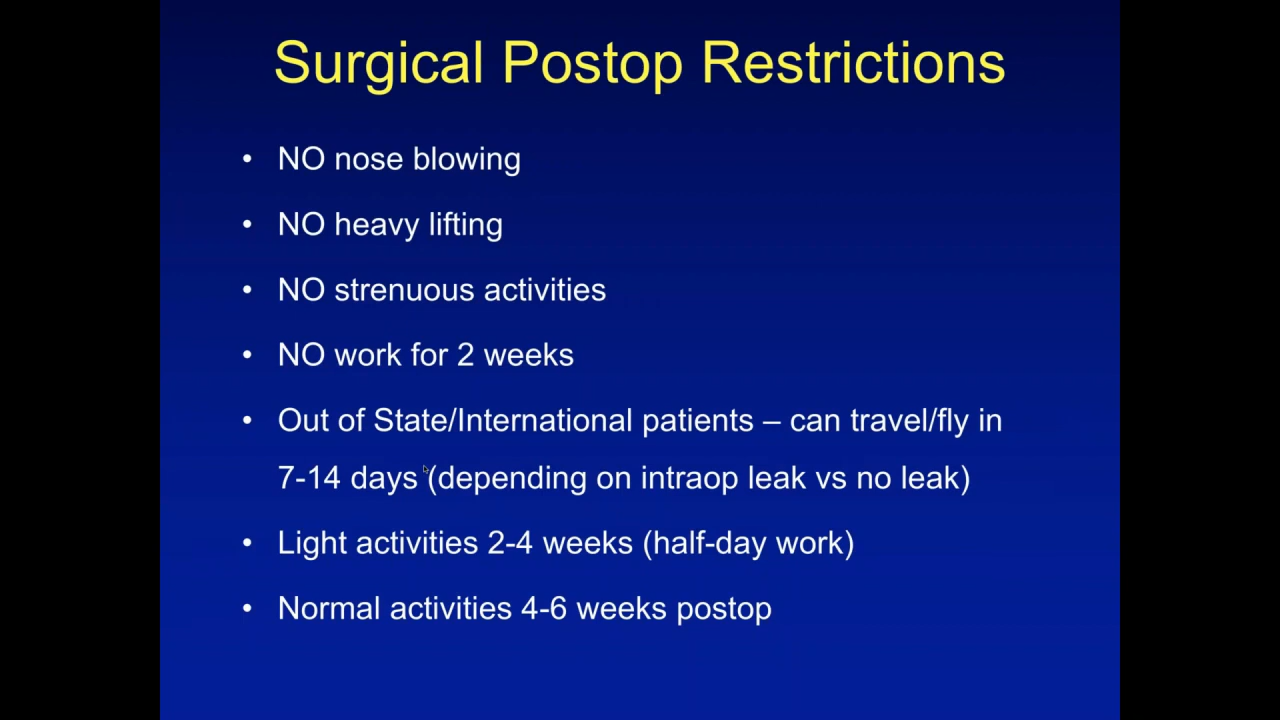 Surgical Postop Restrictions
• NO nose blowing
• NO heavy lifting
• NO strenuous activities
• NO work for 2 weeks
• Out of State/International patients – can travel/fly in
7-14 days (depending on intraop leak vs no leak)
• Light activities 2-4 weeks (half-day work)
• Normal activities 4-6 weeks postop